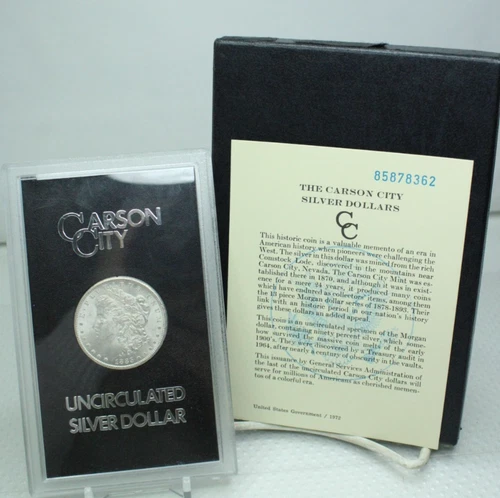 CARSON
CITY
UNCIRCULATED
SILVER DOLLAR
85878362
THE CARSON CITY
SILVER DOLLARS
CC
This historic coin is a valuable memento of an era in
American history when pioneers were challenging the
West. The silver in this dollar was mined from the rich
Comstock Lode, discovered in the mountains near
Carson City, Nevada. The Carson City Mint was es-
tablished there in 1870, and although it was in exist-
ence for a mere 24 years, it produced many coins
which have endured as collectors' items, among them
the 13 piece Morgan dollar series of 1878-1893. Their
link with an historic period in our nation's history
gives these dollars an added appeal.
This coin is an uncirculated specimen of the Morgan
dollar, containing ninety percent silver, which some-
how survived the massive coin melts of the early
1900's. They were discovered by a Treasury audit in
1964, after nearly a century of obscurity in the vaults.
This issuance by General Services Administration of
the last of the uncirculated Carson City dollars will
serve for millions of Americans as cherished memen-
tos of a colorful era.
United States Government / 1972